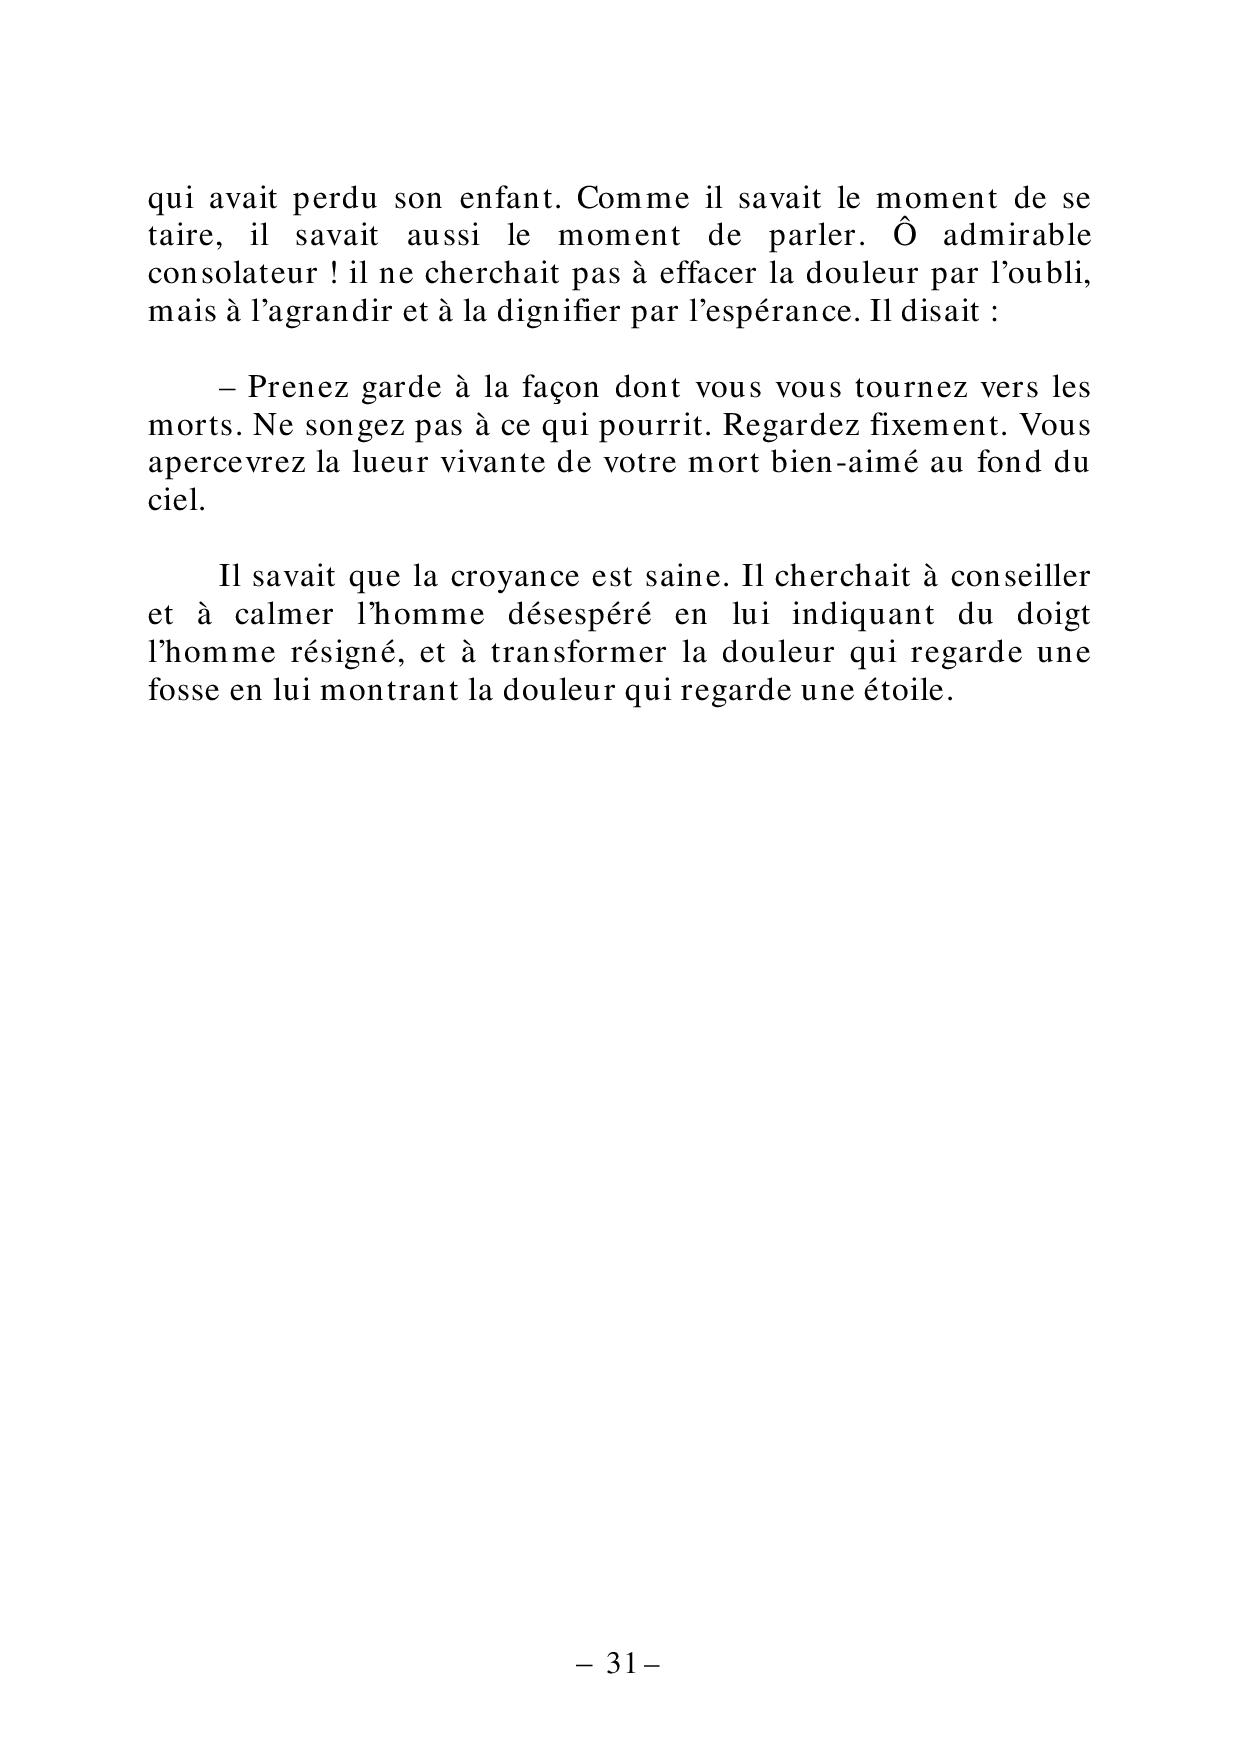 qui avait perdu son enfant. Comme il savait le moment de se
taire, il savait aussi le moment de parler. Ô admirable
consolateur ! il ne cherchait pas à effacer la douleur par l’oubli,
mais à l’agrandir et à la dignifier par l’espérance. Il disait :
– Prenez garde à la façon dont vous vous tournez vers les
morts. Ne songez pas à ce qui pourrit. Regardez fixement. Vous
apercevrez la lueur vivante de votre mort bien-aimé au fond du
ciel.
Il savait que la croyance est saine. Il cherchait à conseiller
et à calmer l’homme désespéré en lui indiquant du doigt
l’homme résigné, et à transformer la douleur qui regarde une
fosse en lui montrant la douleur qui regarde une étoile.
– 31 –